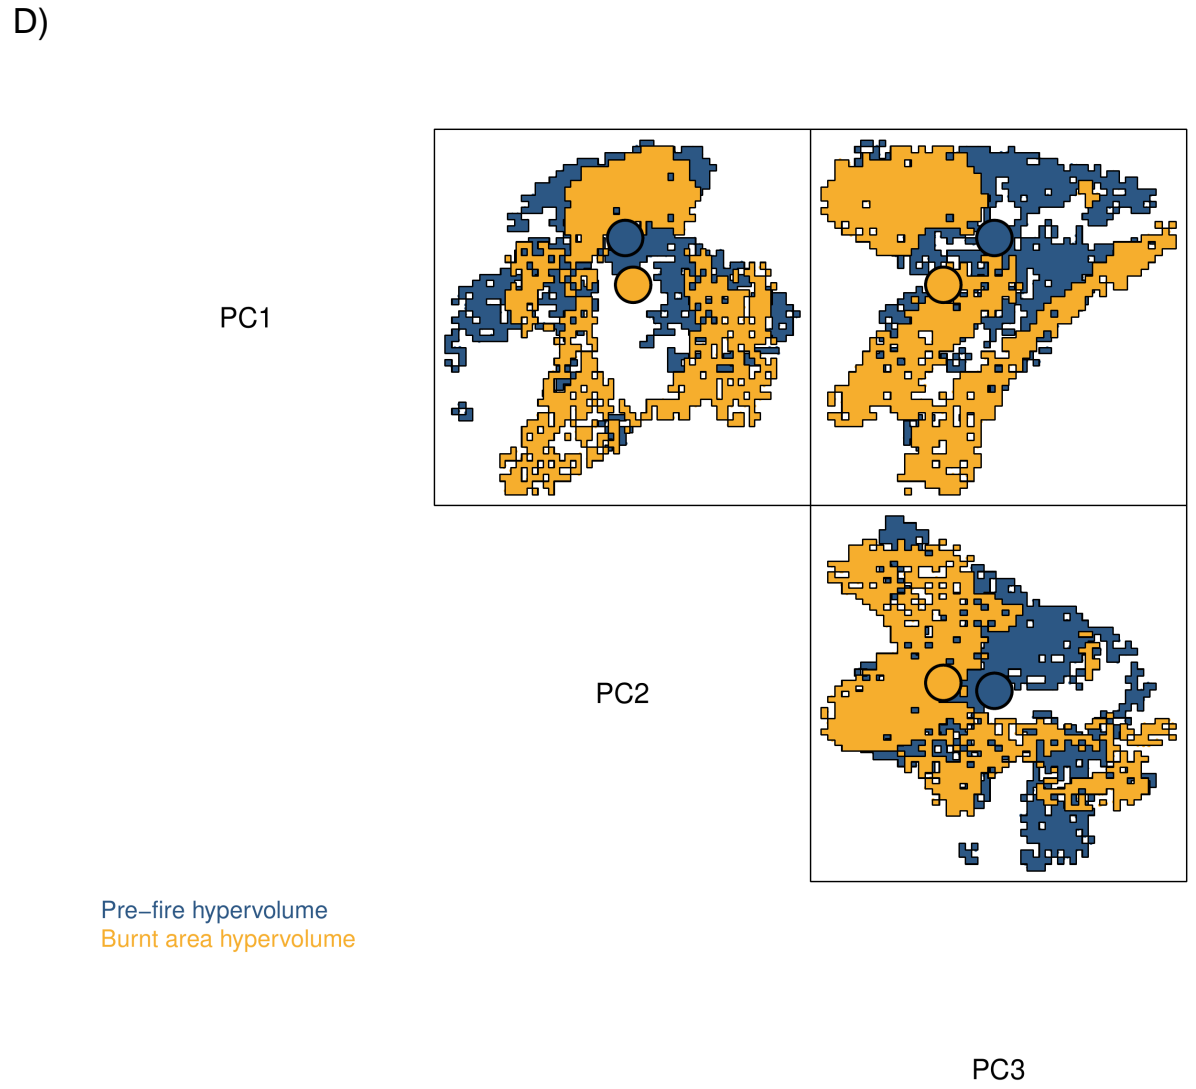 D)
PC1
PC2
Pre−fire hypervolume
Burnt area hypervolume
PC3